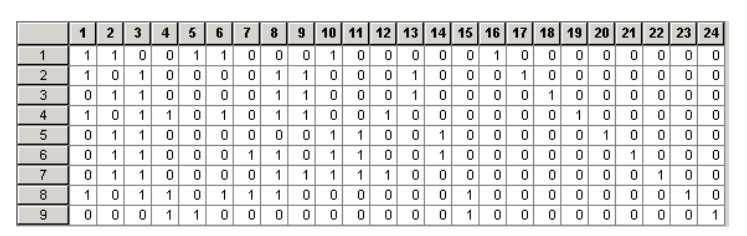 1 2 3 4 5 6 7 8 9 10 11 12 13 14 15 16 17 18 19 20 21 22 23 24
1 1 1 0 0 1 1 0 0 0 1 0 0 0 0 0 1 0 0 0 0 0 0 0 0
2 1 0 1 0 0 0 0 1 1 0 0 0 1 0 0 0 1 0 0 0 0 0 0 0
3 0 1 1 0 0 0 0 1 1 0 0 0 1 0 0 0 0 1 0 0 0 0 0 0
4 1 0 1 1 0 1 0 1 1 0 0 1 0 0 0 0 0 0 1 0 0 0 0 0
5 0 1 1 0 0 0 0 0 0 1 1 0 0 1 0 0 0 0 0 1 0 0 0 0
6 0 1 1 0 0 0 1 1 0 1 1 0 0 1 0 0 0 0 0 0 1 0 0 0
7 0 1 1 0 0 0 0 1 1 1 1 1 0 0 0 0 0 0 0 0 0 1 0 0
8 1 0 1 1 0 1 1 1 0 0 0 0 0 0 1 0 0 0 0 0 0 0 1 0
9 0 0 0 1 1 0 0 0 0 0 0 0 0 0 1 0 0 0 0 0 0 0 0 1